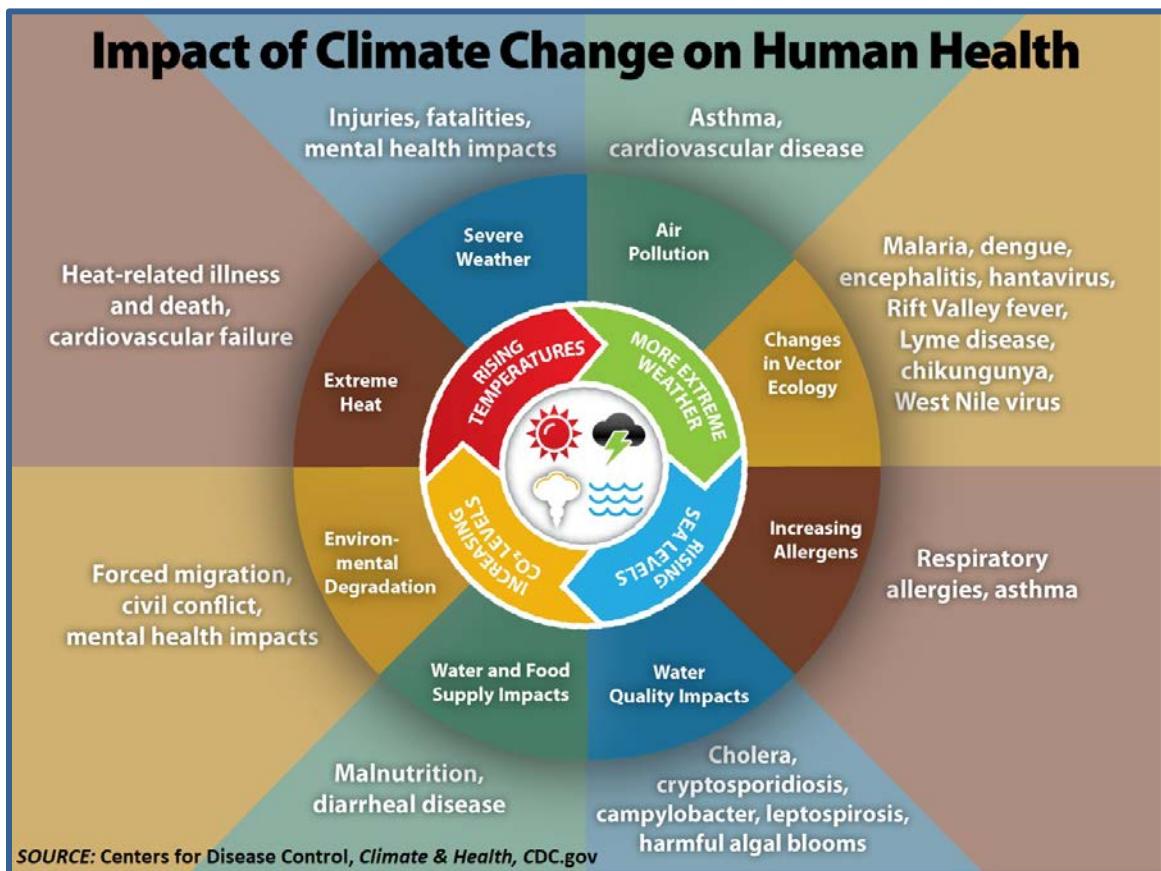 Impact of Climate Change on Human Health
Injuries, fatalities,
mental health impacts
Asthma,
cardiovascular disease
Severe
Weather
Air
Pollution
Heat-related illness
and death,
cardiovascular failure
Malaria, dengue,
encephalitis, hantavirus,
Rift Valley fever,
Lyme disease,
chikungunya,
West Nile virus
Extreme
Heat
Changes
in Vector
Ecology
RISING
TEMPERATURES
MORE EXTREME
WEATHER
INCREASING
CO₂ LEVELS
RISING
SEA LEVELS
Environ-
mental
Degradation
Increasing
Allergens
Forced migration,
civil conflict,
mental health impacts
Respiratory
allergies, asthma
Water and Food
Supply Impacts
Water
Quality Impacts
Malnutrition,
diarrheal disease
Cholera,
cryptosporidiosis,
campylobacter, leptospirosis,
harmful algal blooms
SOURCE: Centers for Disease Control, Climate & Health, CDC.gov